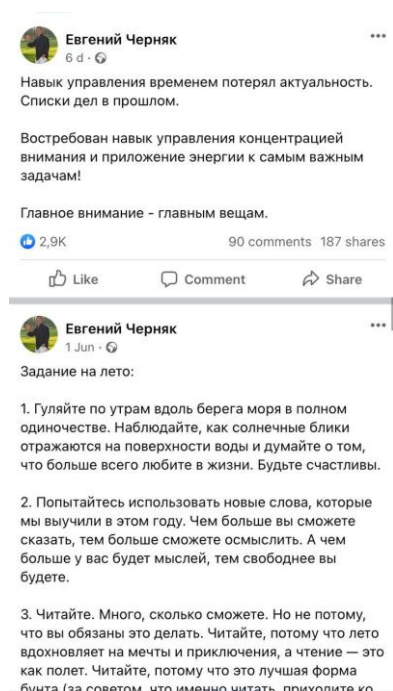 Евгений Черняк
6 d
Навык управления временем потерял актуальность.
Списки дел в прошлом.
Востребован навык управления концентрацией
внимания и приложение энергии к самым важным
задачам!
Главное внимание - главным вещам.
2,9K 90 comments 187 shares
Like Comment Share
Евгений Черняк
1 Jun
Задание на лето:
1. Гуляйте по утрам вдоль берега моря в полном
одиночестве. Наблюдайте, как солнечные блики
отражаются на поверхности воды и думайте о том,
что больше всего любите в жизни. Будьте счастливы.
2. Попытайтесь использовать новые слова, которые
мы выучили в этом году. Чем больше вы сможете
сказать, тем больше сможете осмыслить. А чем
больше у вас будет мыслей, тем свободнее вы
будете.
3. Читайте. Много, сколько сможете. Но не потому,
что вы обязаны это делать. Читайте, потому что лето
вдохновляет на мечты и приключения, а чтение — это
как полет. Читайте, потому что это лучшая форма
бунта (за советом, что именно читать, приходите ко